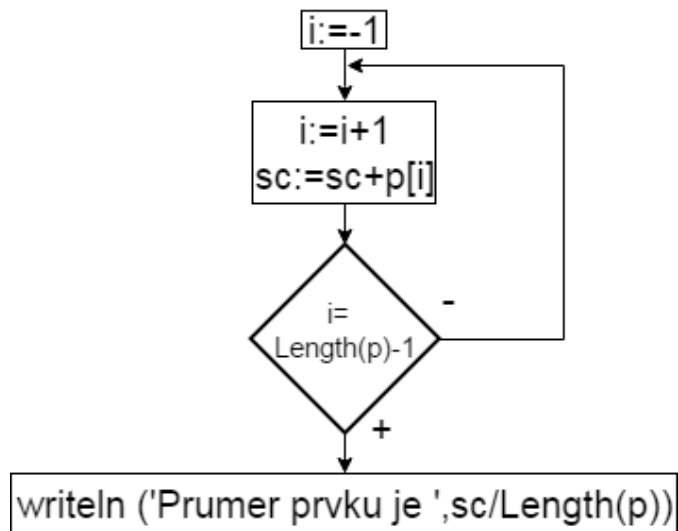 i:=-1
i:=i+1
sc:=sc+p[i]
i=
Length(p)-1
-
+
writeln ('Prumer prvku je ',sc/Length(p))